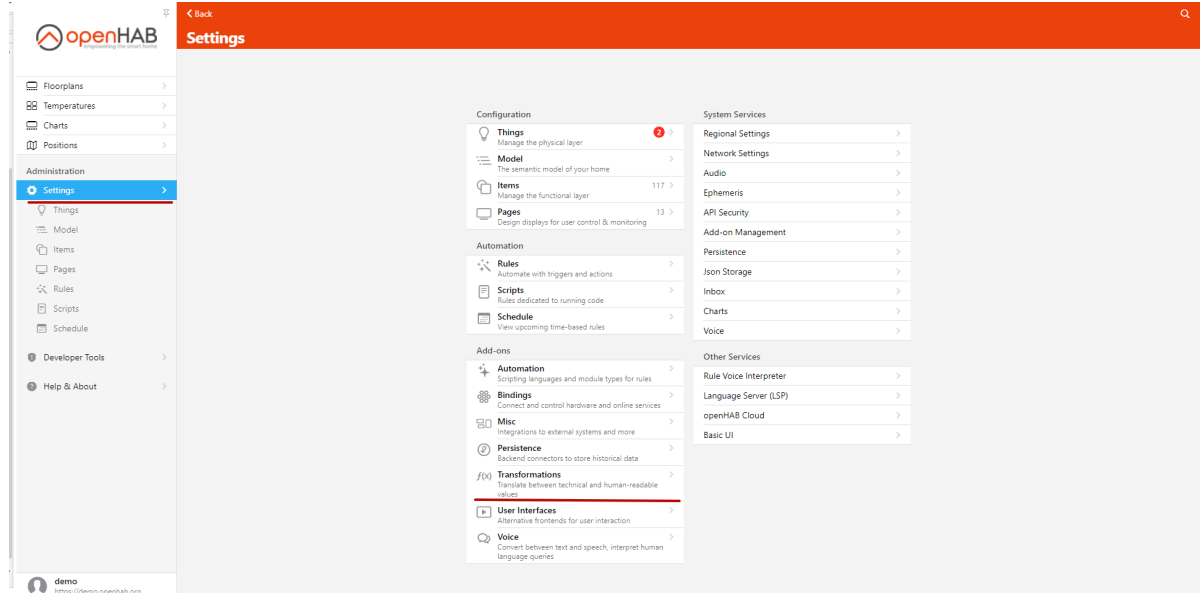 openHAB
empowering the smart home
Back
Settings
Floorplans
Temperatures
Charts
Positions
Administration
Settings
Things
Model
Items
Pages
Rules
Scripts
Schedule
Developer Tools
Help & About
demo
https://demo.openhab.org
Configuration
Things
2
Manage the physical layer
Model
The semantic model of your home
Items
117
Manage the functional layer
Pages
13
Design displays for user control & monitoring
Automation
Rules
Automate with triggers and actions
Scripts
Rules dedicated to running code
Schedule
View upcoming time-based rules
Add-ons
Automation
Scripting languages and module types for rules
Bindings
Connect and control hardware and online services
Misc
Integrations to external systems and more
Persistence
Backend connectors to store historical data
f(x) Transformations
Translate between technical and human-readable
values
User Interfaces
Alternative frontends for user interaction
Voice
Convert between text and speech, interpret human
language queries
System Services
Regional Settings
Network Settings
Audio
Ephemeris
API Security
Add-on Management
Persistence
Json Storage
Inbox
Charts
Voice
Other Services
Rule Voice Interpreter
Language Server (LSP)
openHAB Cloud
Basic UI